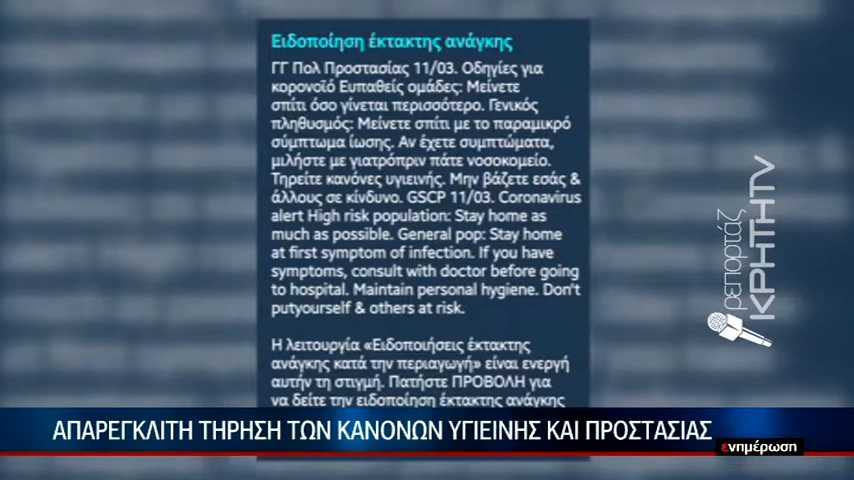 Ειδοποίηση έκτακτης ανάγκης
ΓΓ Πολ Προστασίας 11/03. Οδηγίες για
κορονοϊό Ευπαθείς ομάδες: Μείνετε
σπίτι όσο γίνεται περισσότερο. Γενικός
πληθυσμός: Μείνετε σπίτι με το παραμικρό
σύμπτωμα ίωσης. Αν έχετε συμπτώματα,
μιλήστε με γιατρόπριν πάτε νοσοκομείο.
Τηρείτε κανόνες υγιεινής. Μην βάζετε εσάς &
άλλους σε κίνδυνο. GSCP 11/03. Coronavirus
alert High risk population: Stay home as
much as possible. General pop: Stay home
at first symptom of infection. If you have
symptoms, consult with doctor before going
to hospital. Maintain personal hygiene. Don't
putyourself & others at risk.
Η λειτουργία «Ειδοποιήσεις έκτακτης
ανάγκης κατά την περιαγωγή» είναι ενεργή
αυτήν τη στιγμή. Πατήστε ΠΡΟΒΟΛΗ για
να δείτε την ειδοποίηση έκτακτης ανάγκης
ρεπορτάζ
ΚΡΗΤΗTV
ΑΠΑΡΕΓΚΛΙΤΗ ΤΗΡΗΣΗ ΤΩΝ ΚΑΝΟΝΩΝ ΥΓΙΕΙΝΗΣ ΚΑΙ ΠΡΟΣΤΑΣΙΑΣ
ενημέρωση